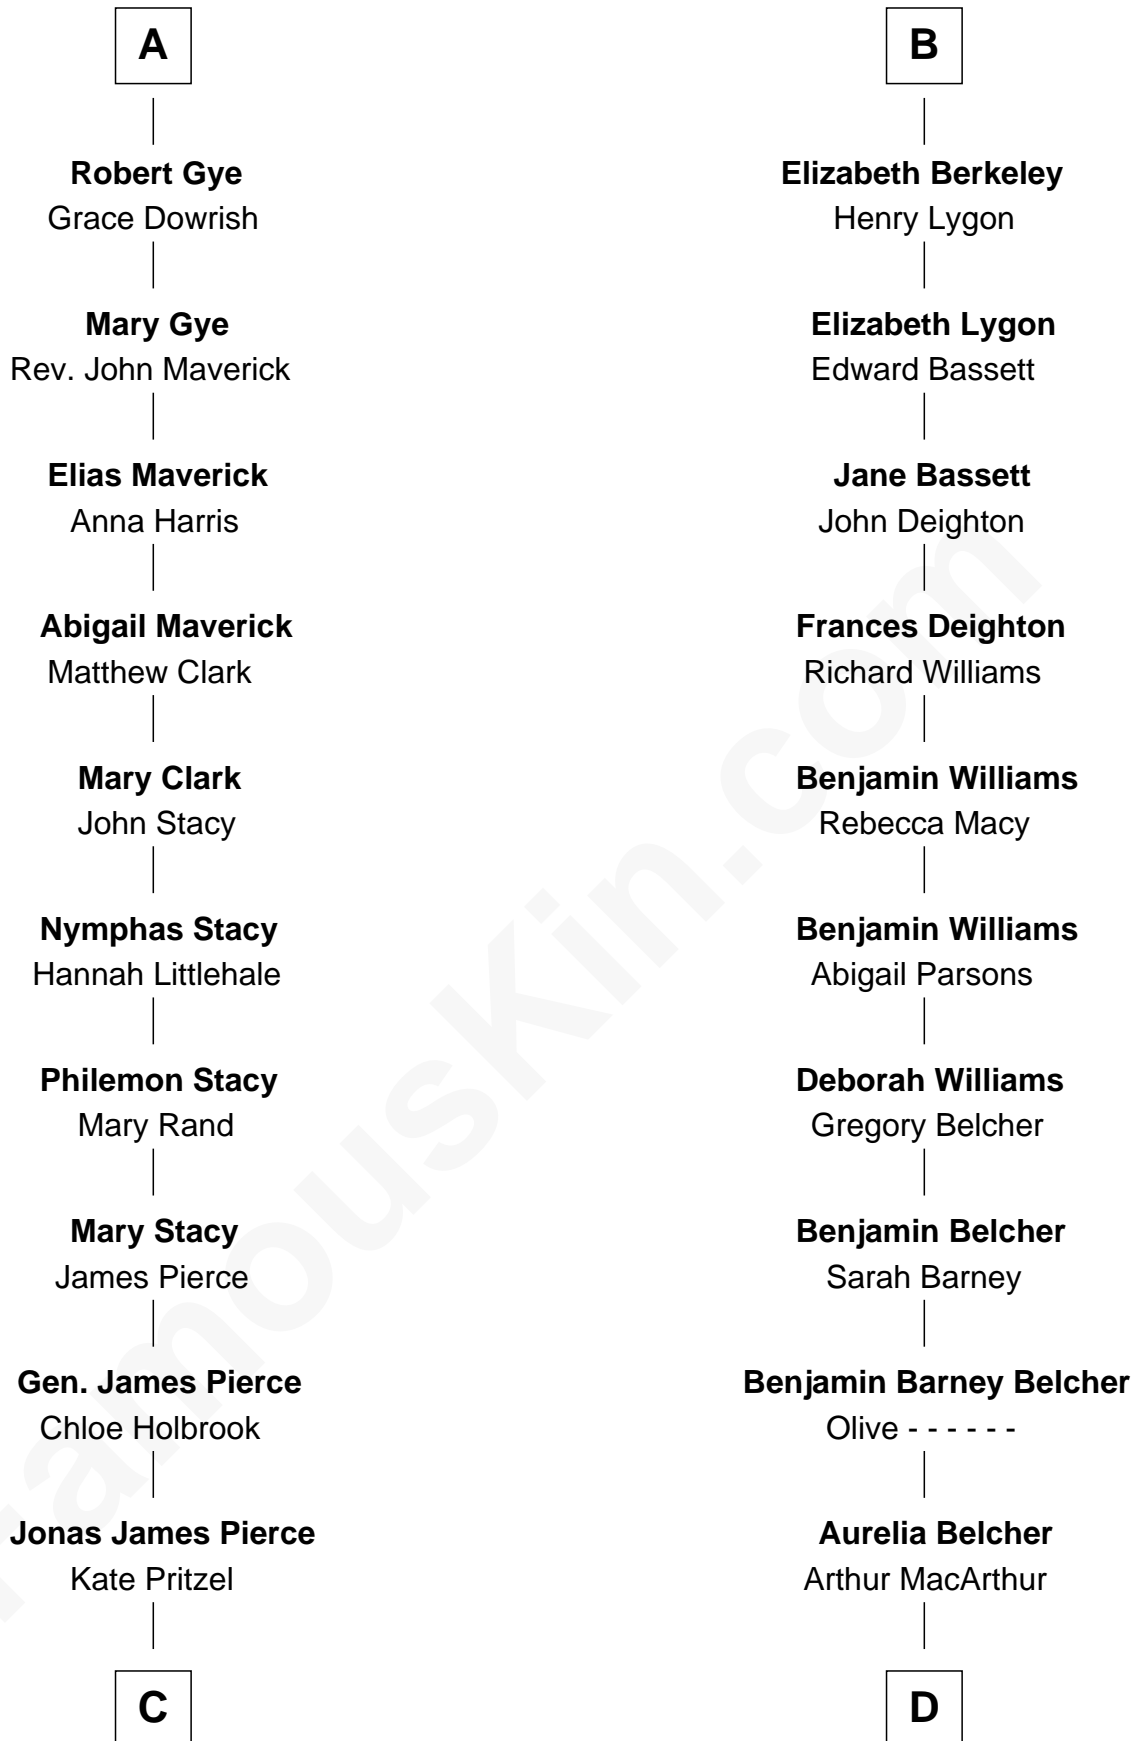 A
Robert Gye
Grace Dowrish
Mary Gye
Rev. John Maverick
Elias Maverick
Anna Harris
Abigail Maverick
Matthew Clark
Mary Clark
John Stacy
Nymphas Stacy
Hannah Littlehale
Philemon Stacy
Mary Rand
Mary Stacy
James Pierce
Gen. James Pierce
Chloe Holbrook
Jonas James Pierce
Kate Pritzel
C
B
Elizabeth Berkeley
Henry Lygon
Elizabeth Lygon
Edward Bassett
Jane Bassett
John Deighton
Frances Deighton
Richard Williams
Benjamin Williams
Rebecca Macy
Benjamin Williams
Abigail Parsons
Deborah Williams
Gregory Belcher
Benjamin Belcher
Sarah Barney
Benjamin Barney Belcher
Olive - - - - - -
Aurelia Belcher
Arthur MacArthur
D
FamousKin.com